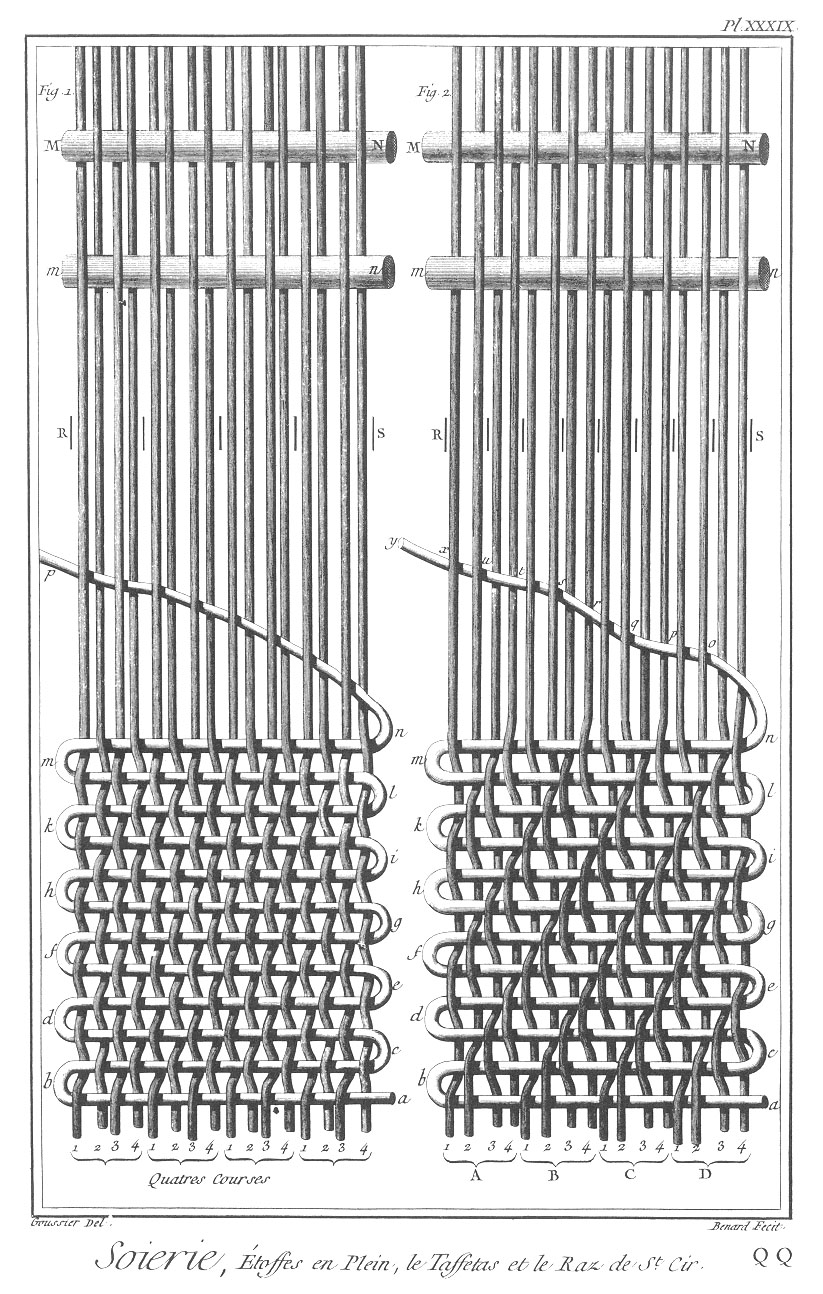 Pl. XXXIX
Fig. 1. Fig. 2.
M N M N
m n m n
R S R S
y x u t s r q p o
p
n n
m m
l l
k k
i i
h h
g g
f f
e e
d d
c c
b b
a a
1 2 3 4 1 2 3 4 1 2 3 4 1 2 3 4 1 2 3 4 1 2 3 4 1 2 3 4 1 2 3 4
Quatres Courses A B C D
Goussier Del. Benard Fecit.
Soierie, Étoffes en Plein, le Taffetas et le Raz de St. Cir. QQ